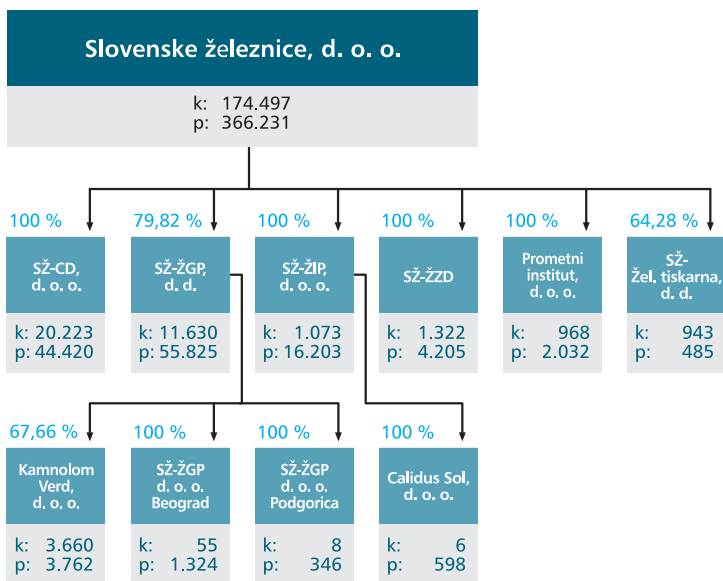 Slovenske železnice, d. o. o.
k: 174.497
p: 366.231
100 %
SŽ-CD,
d. o. o.
k: 20.223
p: 44.420
79,82 %
SŽ-ŽGP,
d. d.
k: 11.630
p: 55.825
100 %
SŽ-ŽIP,
d. o. o.
k: 1.073
p: 16.203
100 %
SŽ-ŽZD
k: 1.322
p: 4.205
100 %
Prometni
institut,
d. o. o.
k: 968
p: 2.032
64,28 %
SŽ-
Žel. tiskarna,
d. d.
k: 943
p: 485
67,66 %
Kamnolom
Verd,
d. o. o.
k: 3.660
p: 3.762
100 %
SŽ-ŽGP
d. o. o.
Beograd
k: 55
p: 1.324
100 %
SŽ-ŽGP
d. o. o.
Podgorica
k: 8
p: 346
100 %
Calidus Sol,
d. o. o.
k: 6
p: 598